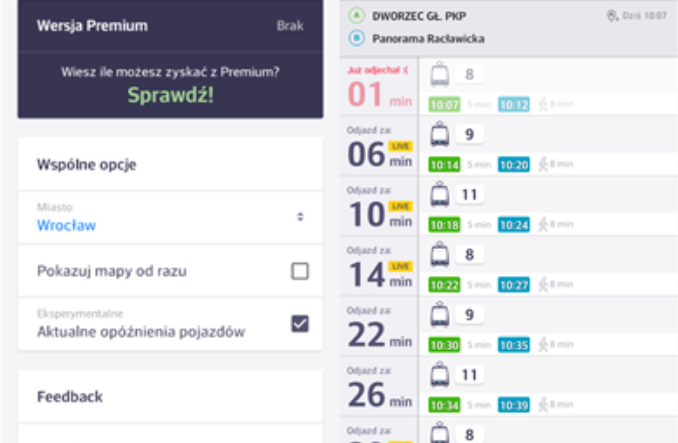 Wersja Premium
Brak
Wiesz ile możesz zyskać z Premium?
Sprawdź!
Wspólne opcje
Miasto
Wrocław
Pokazuj mapy od razu
Eksperymentalne
Aktualne opóźnienia pojazdów
Feedback
A DWORZEC GŁ. PKP
Dziś 10:07
B Panorama Racławicka
Już odjechał :(
01 min
8
10:07 5 min 10:12 8 min
Odjazd za:
06 LIVE min
9
10:14 5 min 10:20 8 min
Odjazd za:
10 LIVE min
11
10:18 5 min 10:24 8 min
Odjazd za:
14 LIVE min
8
10:22 5 min 10:27 8 min
Odjazd za:
22 min
9
10:30 5 min 10:35 8 min
Odjazd za:
26 min
11
10:34 5 min 10:39 8 min
Odjazd za:
8